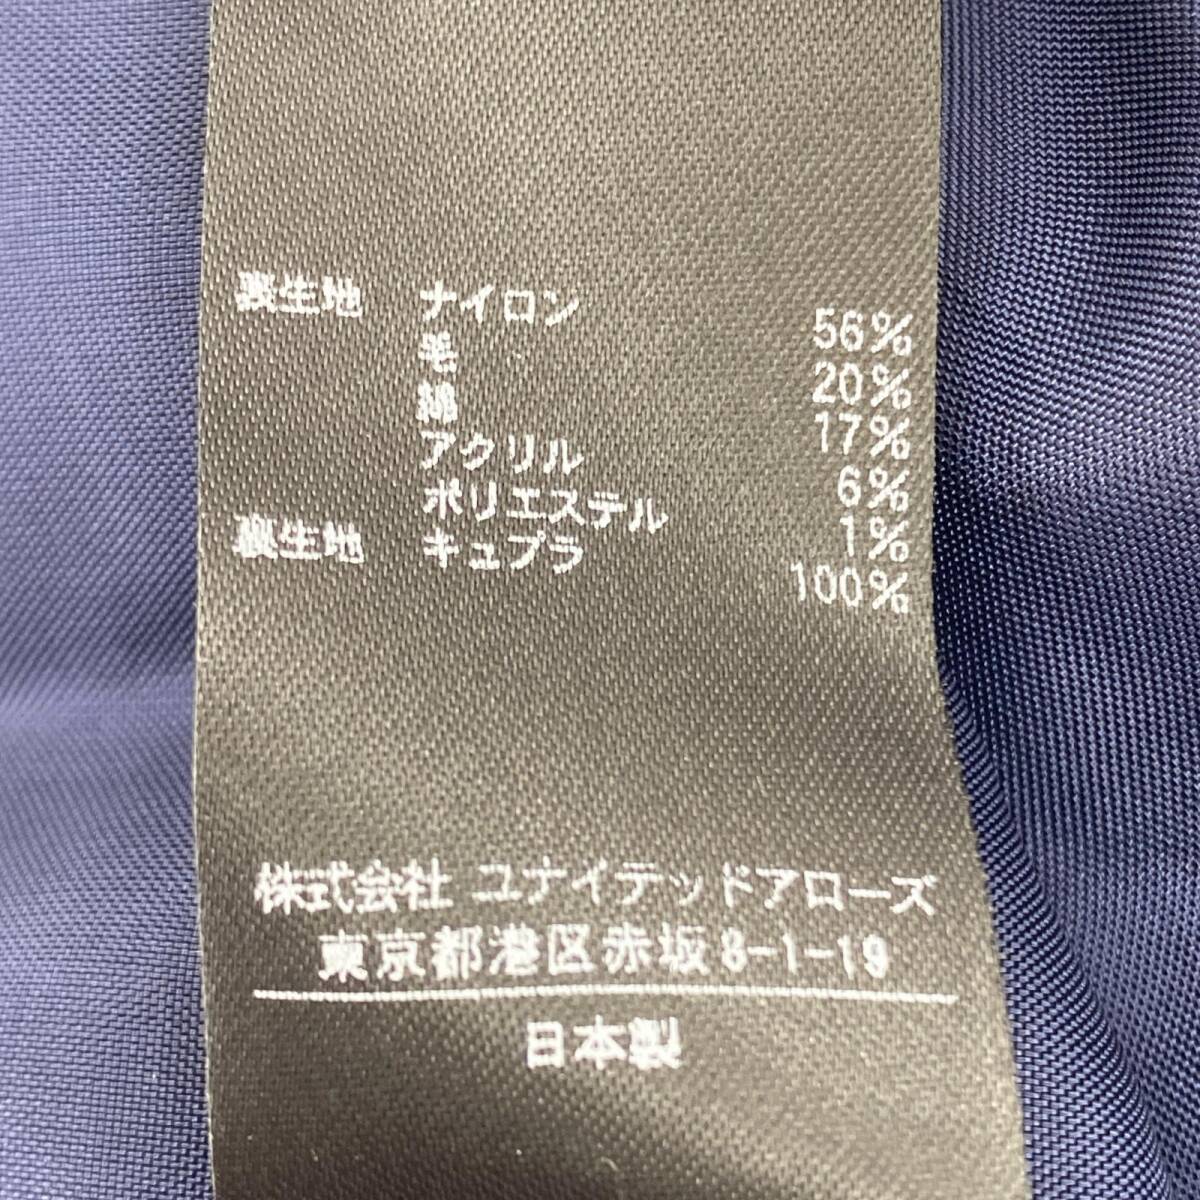 裏生地 ナイロン 56%
毛 20%
綿 17%
アクリル 6%
ポリエステル 1%
裏生地 キュプラ 100%
株式会社 ユナイテッドアローズ
東京都港区赤坂8-1-19
日本製